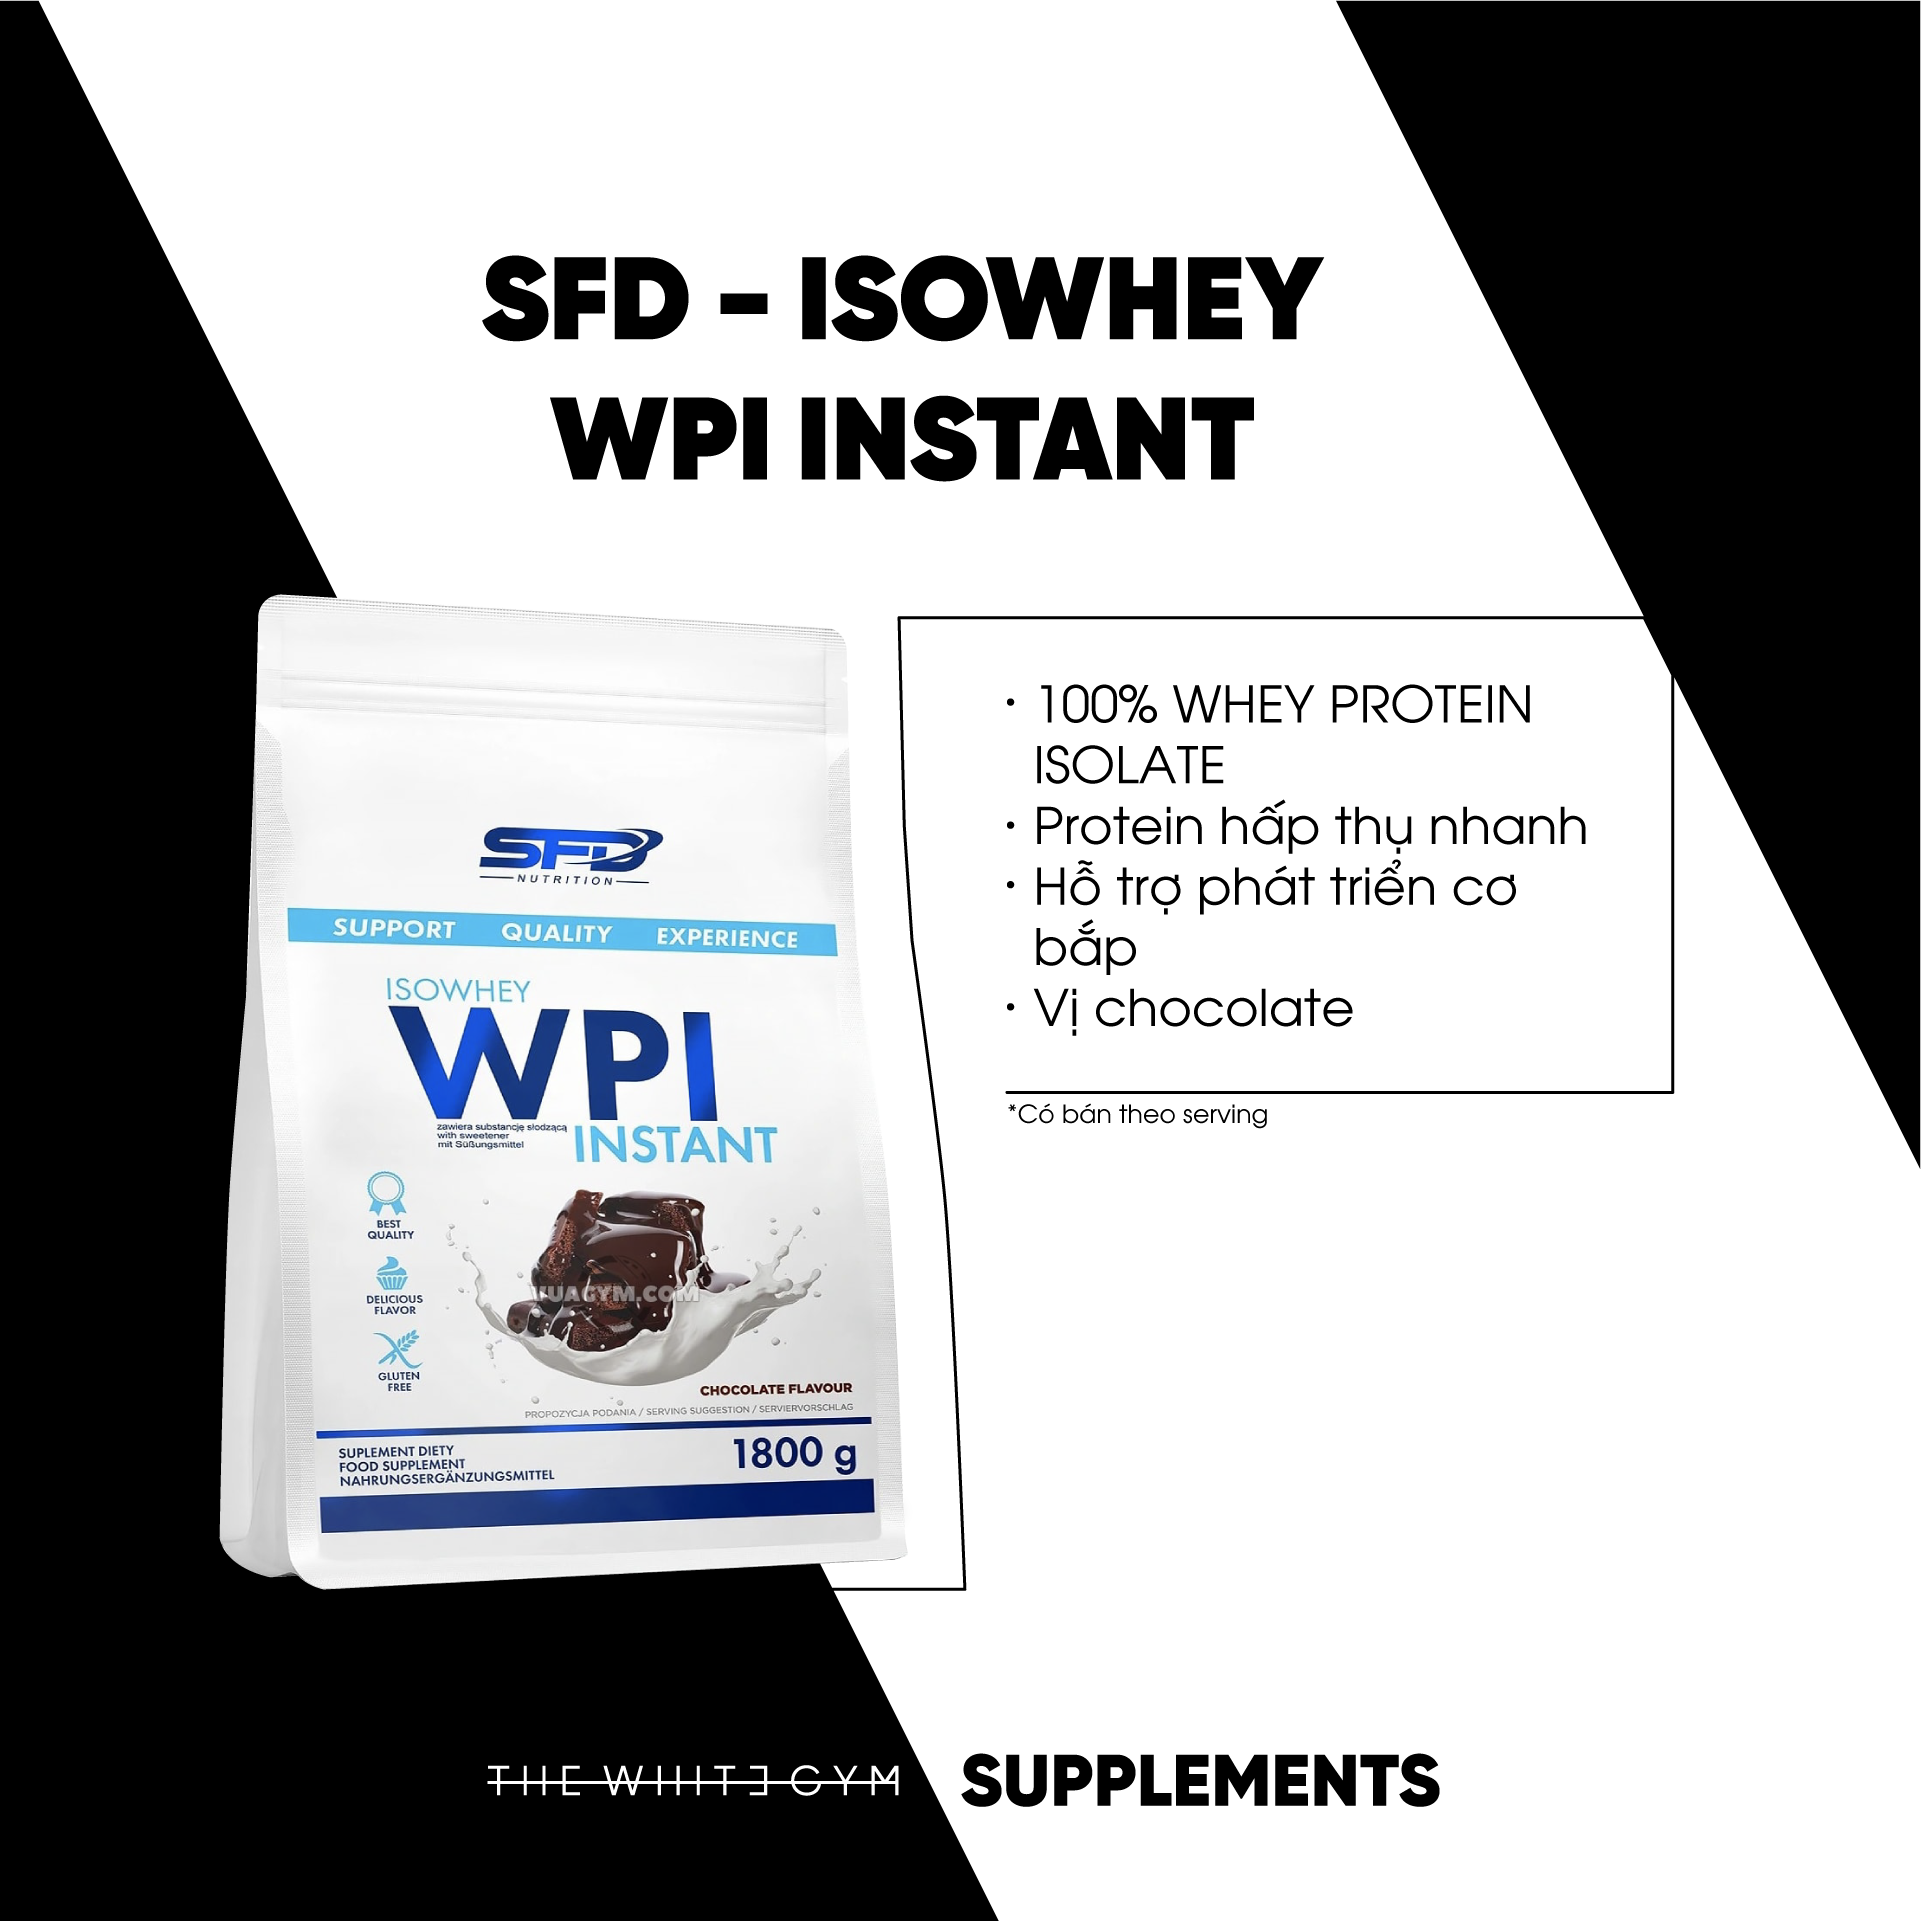 SFD - ISOWHEY
WPI INSTANT
SFD
NUTRITION
SUPPORT QUALITY EXPERIENCE
ISOWHEY
WPI
zawiera substancję słodzącą
with sweetener
mit Süßungsmittel
INSTANT
BEST
QUALITY
DELICIOUS
FLAVOR
GLUTEN
FREE
VUAGYM.COM
CHOCOLATE FLAVOUR
PROPOZYCJA PODANIA / SERVING SUGGESTION / SERVIERVORSCHLAG
SUPLEMENT DIETY
FOOD SUPPLEMENT
NAHRUNGSERGÄNZUNGSMITTEL
1800 g
• 100% WHEY PROTEIN
ISOLATE
• Protein hấp thụ nhanh
• Hỗ trợ phát triển cơ
bắp
• Vị chocolate
*Có bán theo serving
THE WHITE GYM SUPPLEMENTS